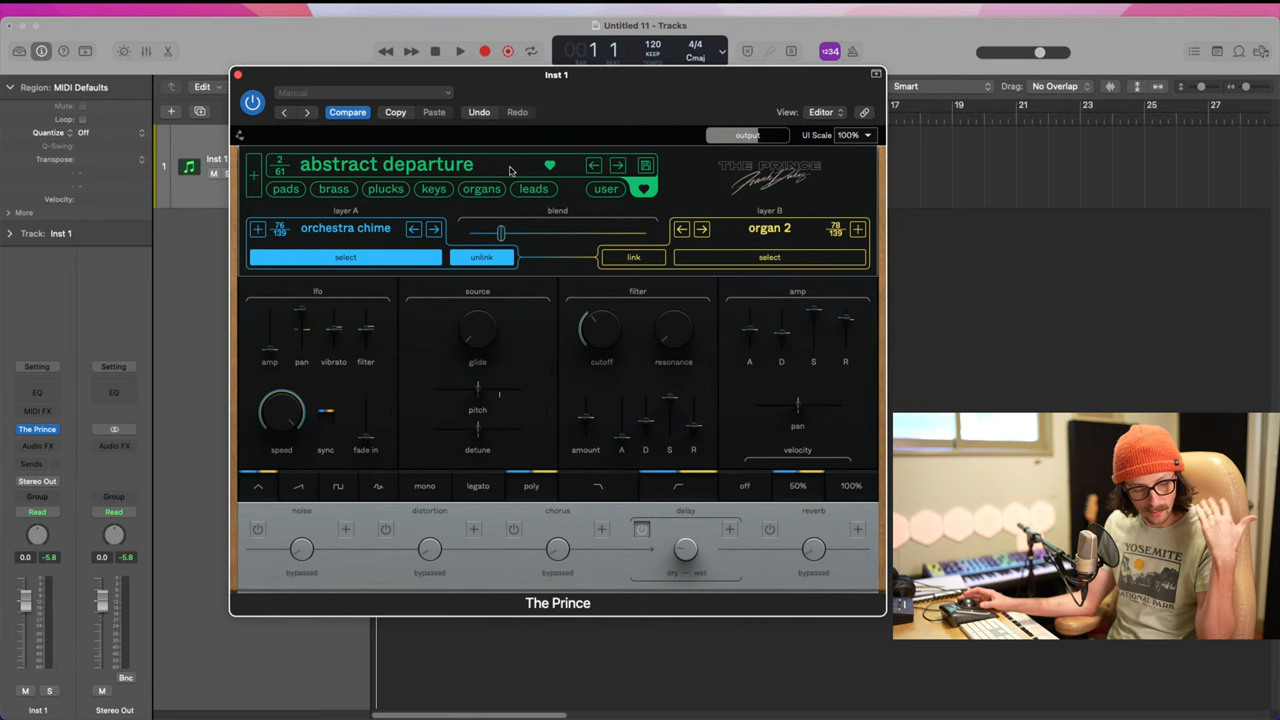 Untitled 11 - Tracks
1 1
120
KEEP
TEMPO
4/4
Cmaj
1234
Region: MIDI Defaults
Mute:
Loop:
Quantize Off
Q-Swing:
Transpose:
Velocity:
More
Track: Inst 1
Edit
1
Inst 1
M S
Smart
Drag: No Overlap
17 19 21 23 25 27
Inst 1
Manual
Compare Copy Paste Undo Redo
View: Editor
output
UI Scale 100%
2
61
abstract departure
pads brass plucks keys organs leads user
THE PRINCE
layer A
blend
layer B
76
139
orchestra chime
organ 2
78
139
select
unlink
link
select
lfo
source
filter
amp
amp pan vibrato filter
glide
cutoff resonance
A D S R
pitch
pan
speed sync fade in
detune
amount A D S R
velocity
mono legato poly
off 50% 100%
noise distortion chorus delay reverb
bypassed bypassed bypassed dry — wet bypassed
The Prince
Setting Setting
EQ EQ
MIDI FX
The Prince
Audio FX Audio FX
Sends
Stereo Out
Group Group
Read Read
0.0 -5.8 0.0 -5.8
Bnc
M S M
Inst 1 Stereo Out
YOSEMITE
NATIONAL PARK